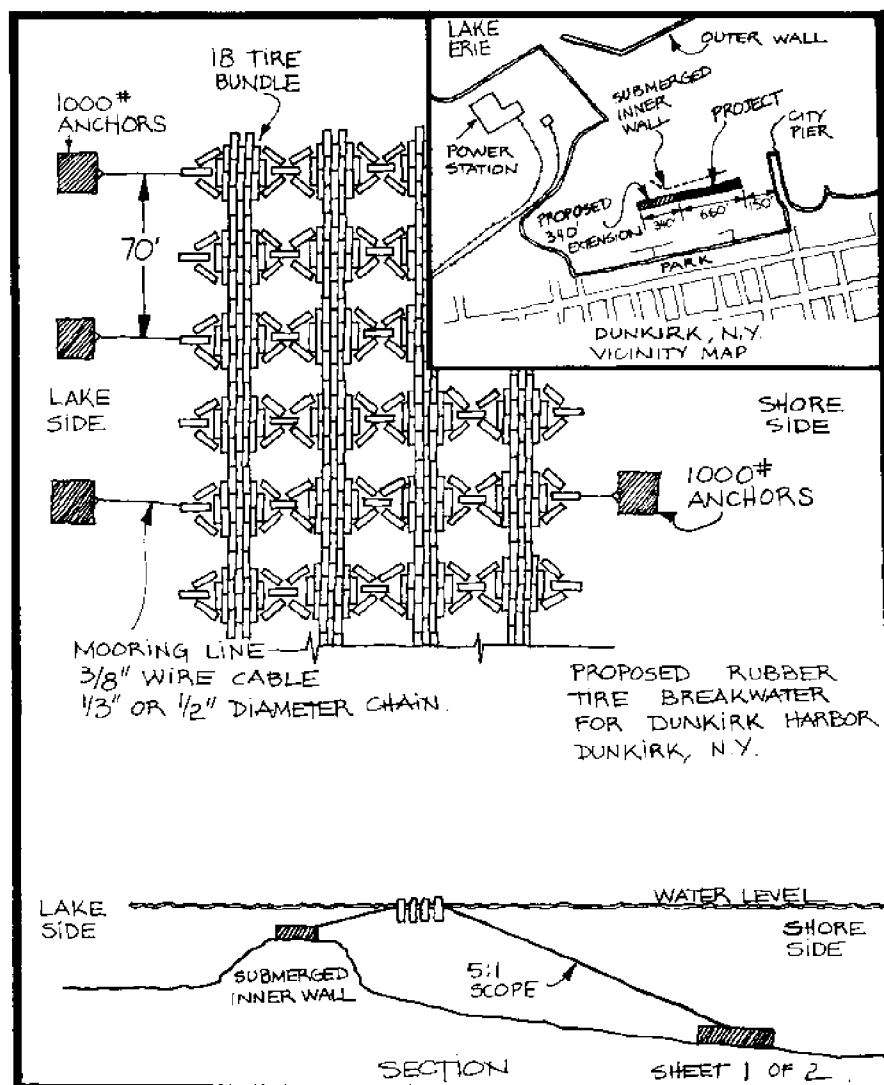 18 TIRE
BUNDLE
1000#
ANCHORS
70'
LAKE
SIDE
LAKE
ERIE
OUTER WALL
SUBMERGED
INNER
WALL
PROJECT
CITY
PIER
POWER
STATION
PROPOSED
340'
EXTENSION
340'
660'
150'
PARK
DUNKIRK, N.Y.
VICINITY MAP
SHORE
SIDE
1000#
ANCHORS
MOORING LINE
3/8" WIRE CABLE
1/3" OR 1/2" DIAMETER CHAIN.
PROPOSED RUBBER
TIRE BREAKWATER
FOR DUNKIRK HARBOR
DUNKIRK, N.Y.
LAKE
SIDE
WATER LEVEL
SHORE
SIDE
SUBMERGED
INNER WALL
5:1
SCOPE
SECTION
SHEET 1 OF 2